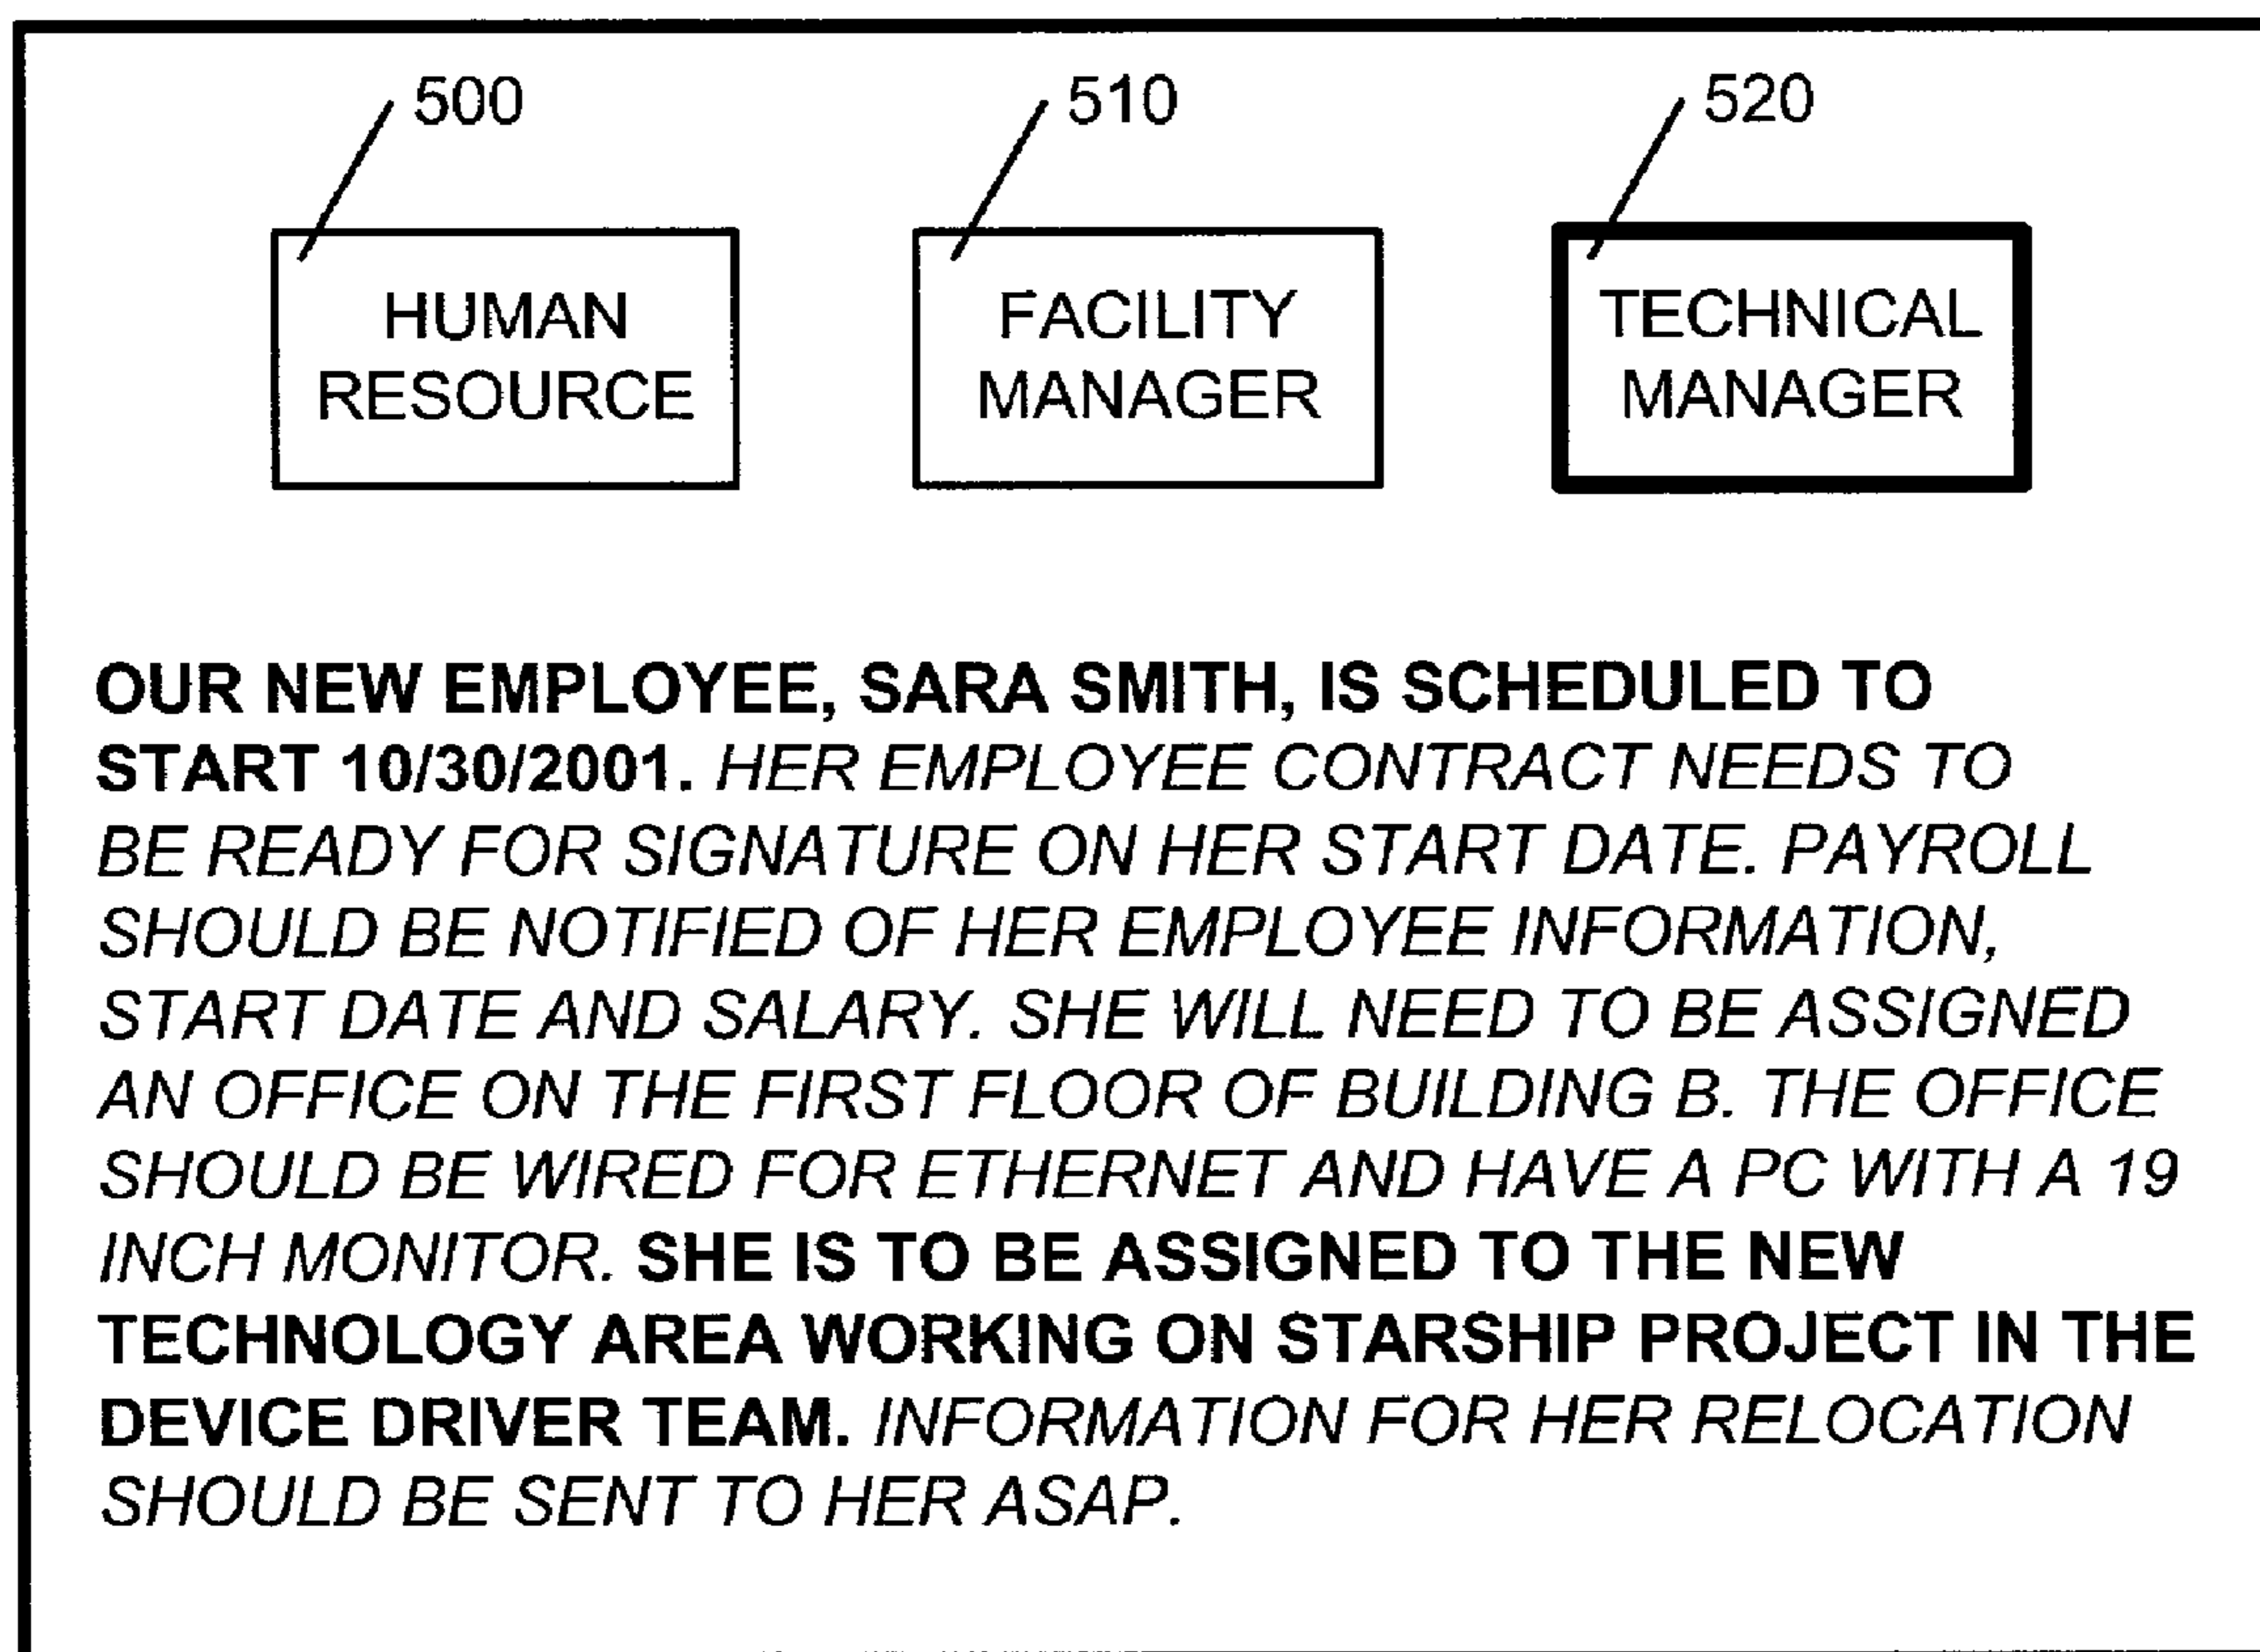 500 510 520
HUMAN RESOURCE
FACILITY MANAGER
TECHNICAL MANAGER
OUR NEW EMPLOYEE, SARA SMITH, IS SCHEDULED TO
START 10/30/2001. HER EMPLOYEE CONTRACT NEEDS TO
BE READY FOR SIGNATURE ON HER START DATE. PAYROLL
SHOULD BE NOTIFIED OF HER EMPLOYEE INFORMATION,
START DATE AND SALARY. SHE WILL NEED TO BE ASSIGNED
AN OFFICE ON THE FIRST FLOOR OF BUILDING B. THE OFFICE
SHOULD BE WIRED FOR ETHERNET AND HAVE A PC WITH A 19
INCH MONITOR. SHE IS TO BE ASSIGNED TO THE NEW
TECHNOLOGY AREA WORKING ON STARSHIP PROJECT IN THE
DEVICE DRIVER TEAM. INFORMATION FOR HER RELOCATION
SHOULD BE SENT TO HER ASAP.